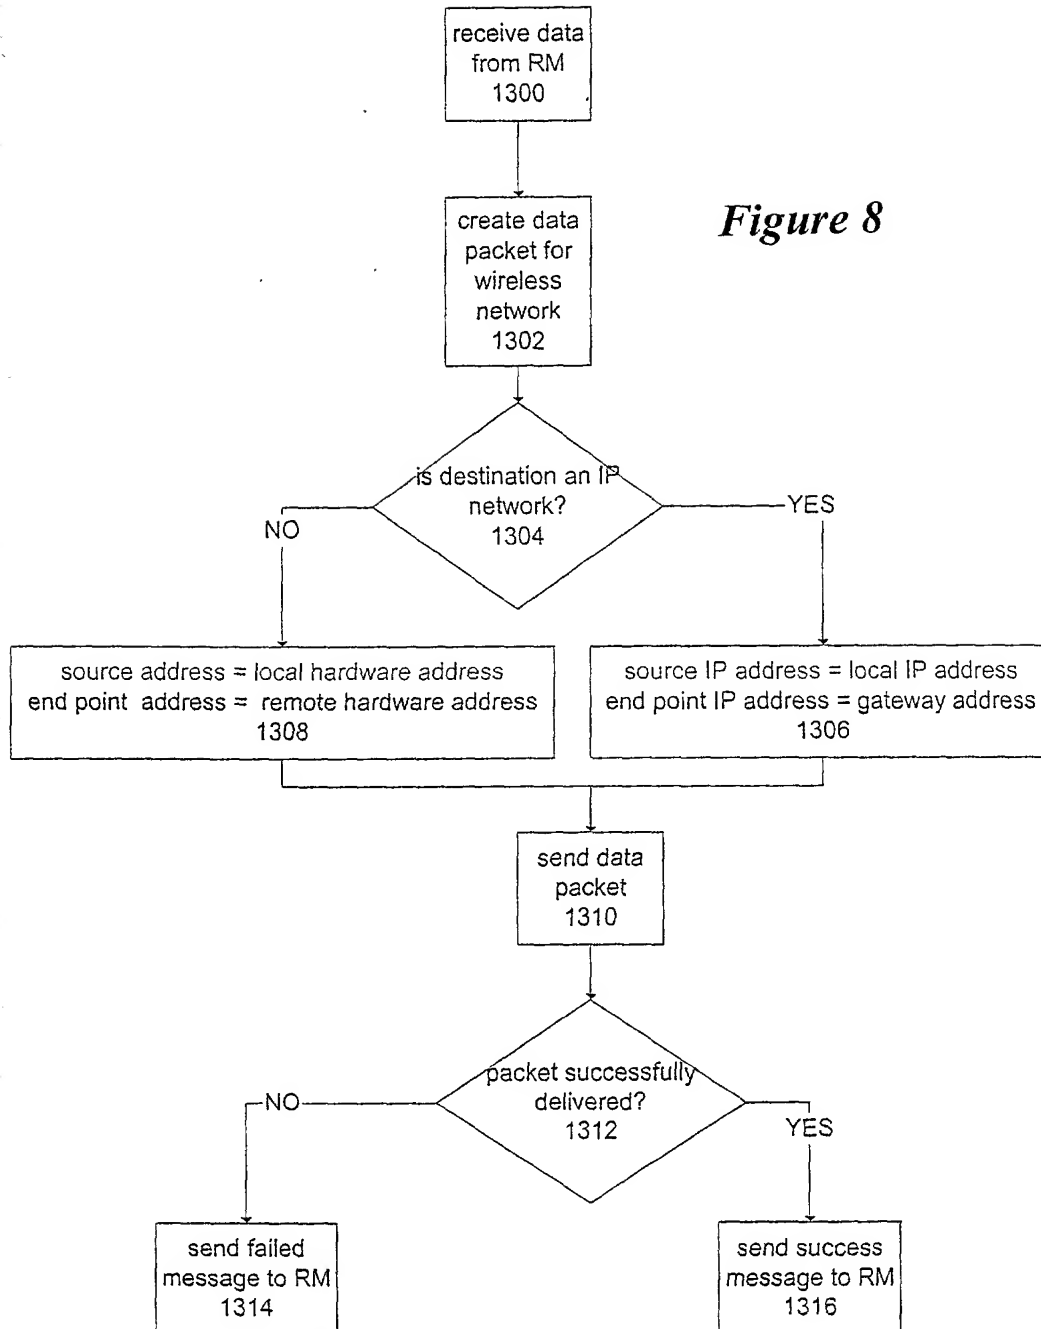 receive data
from RM
1300
Figure 8
create data
packet for
wireless
network
1302
is destination an IP
network?
1304
NO
YES
source address = local hardware address
end point address = remote hardware address
1308
source IP address = local IP address
end point IP address = gateway address
1306
send data
packet
1310
packet successfully
delivered?
1312
NO
YES
send failed
message to RM
1314
send success
message to RM
1316